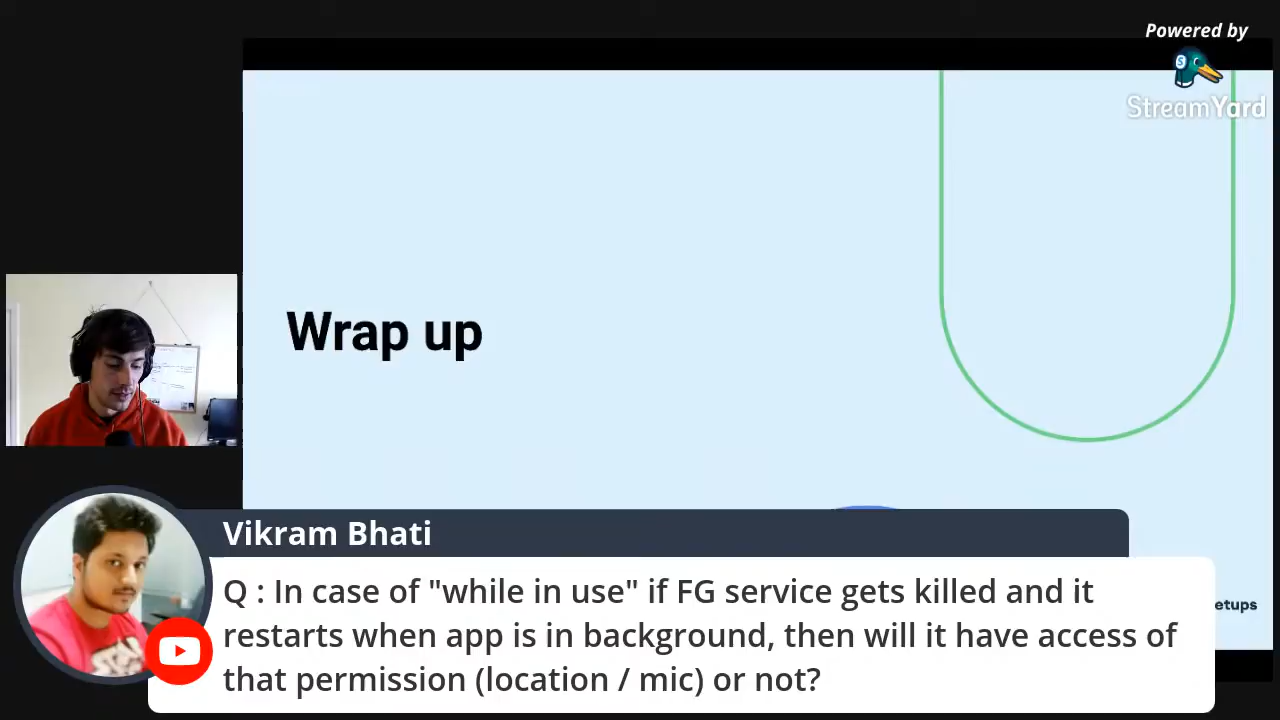 Powered by
StreamYard
Wrap up
etups
Vikram Bhati
Q : In case of "while in use" if FG service gets killed and it
restarts when app is in background, then will it have access of
that permission (location / mic) or not?